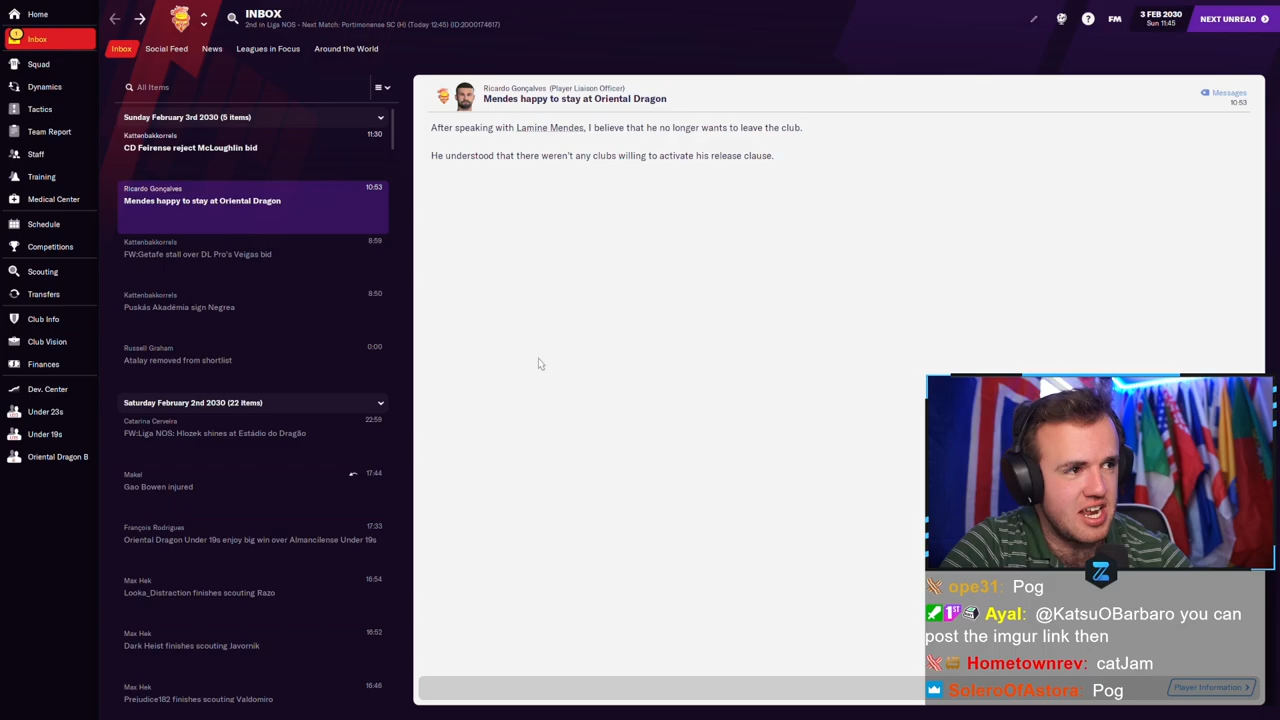 Home
INBOX
2nd in Liga NOS - Next Match: Portimonense SC (H) (Today 12:45) (ID:2000174617)
FM
3 FEB 2030
Sun 11:45
NEXT UNREAD
1
Inbox
Squad
Dynamics
Tactics
Team Report
Staff
Training
Medical Center
Schedule
Competitions
Scouting
Transfers
Club Info
Club Vision
Finances
Dev. Center
Under 23s
Under 19s
Oriental Dragon B
Inbox
Social Feed
News
Leagues in Focus
Around the World
All Items
Sunday February 3rd 2030 (5 items)
Kattenbakkorrels 11:30
CD Feirense reject McLoughlin bid
Ricardo Gonçalves 10:53
Mendes happy to stay at Oriental Dragon
Kattenbakkorrels 8:59
FW:Getafe stall over DL Pro's Veigas bid
Kattenbakkorrels 8:50
Puskás Akadémia sign Negrea
Russell Graham 0:00
Atalay removed from shortlist
Saturday February 2nd 2030 (22 items)
Catarina Cerveira 22:59
FW:Liga NOS: Hlozek shines at Estádio do Dragão
Makel 17:44
Gao Bowen injured
François Rodrigues 17:33
Oriental Dragon Under 19s enjoy big win over Almancilense Under 19s
Max Hek 16:54
Looka_Distraction finishes scouting Razo
Max Hek 16:52
Dark Heist finishes scouting Javornik
Max Hek 16:46
Prejudice182 finishes scouting Valdomiro
Ricardo Gonçalves (Player Liaison Officer)
Mendes happy to stay at Oriental Dragon
Messages
10:53
After speaking with Lamine Mendes, I believe that he no longer wants to leave the club.
He understood that there weren't any clubs willing to activate his release clause.
Player Information >
ope31: Pog
Ayal: @KatsuOBarbaro you can
post the imgur link then
Hometownrev: catJam
SoleroOfAstora: Pog